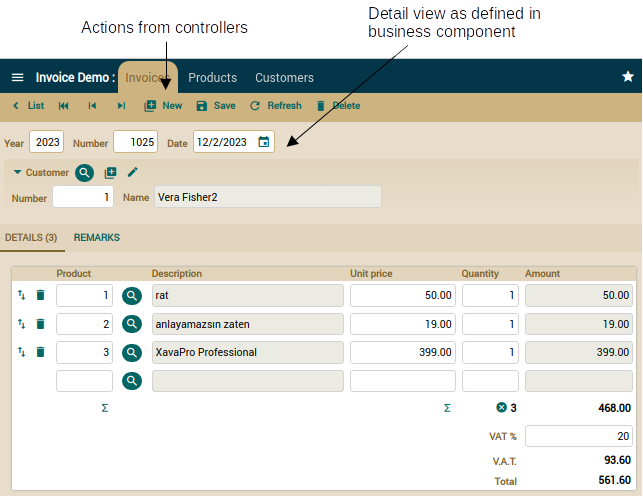 Actions from controllers
Detail view as defined in
business component
Invoice Demo : Invoices Products Customers
List New Save Refresh Delete
Year 2023 Number 1025 Date 12/2/2023
Customer
Number 1 Name Vera Fisher2
DETAILS (3) REMARKS
Product Description Unit price Quantity Amount
1 rat 50.00 1 50.00
2 anlayamazsın zaten 19.00 1 19.00
3 XavaPro Professional 399.00 1 399.00
Σ Σ 3 468.00
VAT % 20
V.A.T. 93.60
Total 561.60